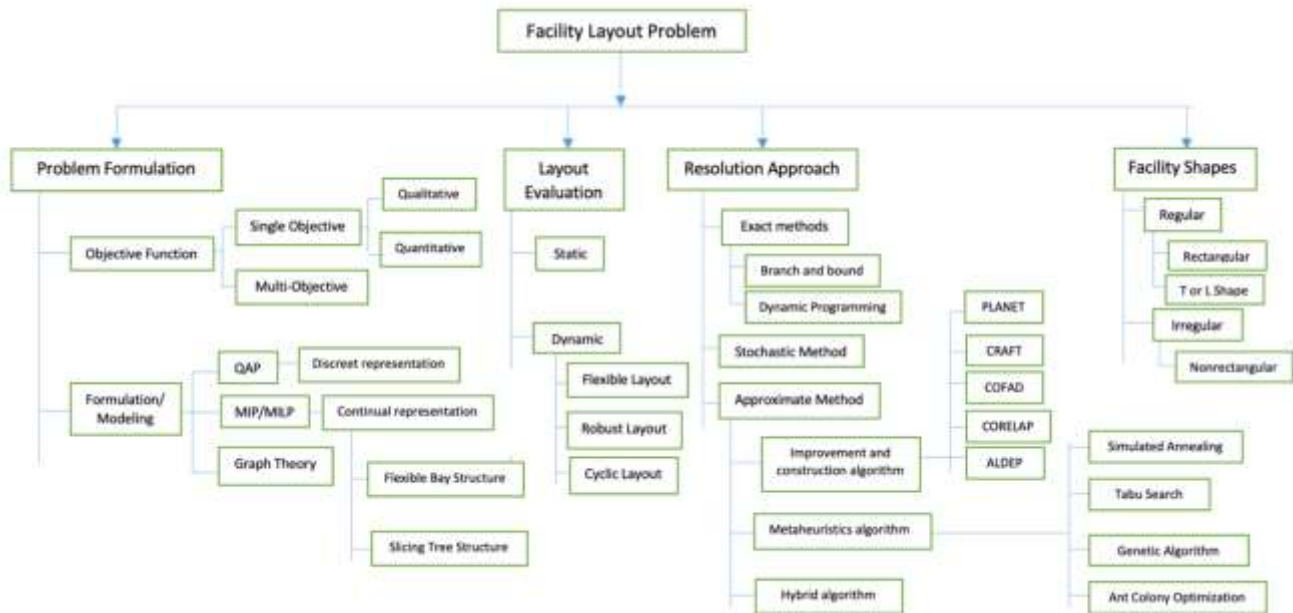 Facility Layout Problem
Problem Formulation
Objective Function
Single Objective
Qualitative
Quantitative
Multi-Objective
Formulation/
Modeling
QAP
Discreet representation
MIP/MILP
Continual representation
Flexible Bay Structure
Slicing Tree Structure
Graph Theory
Layout
Evaluation
Static
Dynamic
Flexible Layout
Robust Layout
Cyclic Layout
Resolution Approach
Exact methods
Branch and bound
Dynamic Programming
Stochastic Method
Approximate Method
Improvement and
construction algorithm
PLANET
CRAFT
COFAD
CORELAP
ALDEP
Metaheuristics algorithm
Simulated Annealing
Tabu Search
Genetic Algorithm
Ant Colony Optimization
Hybrid algorithm
Facility Shapes
Regular
Rectangular
T or L Shape
Irregular
Nonrectangular